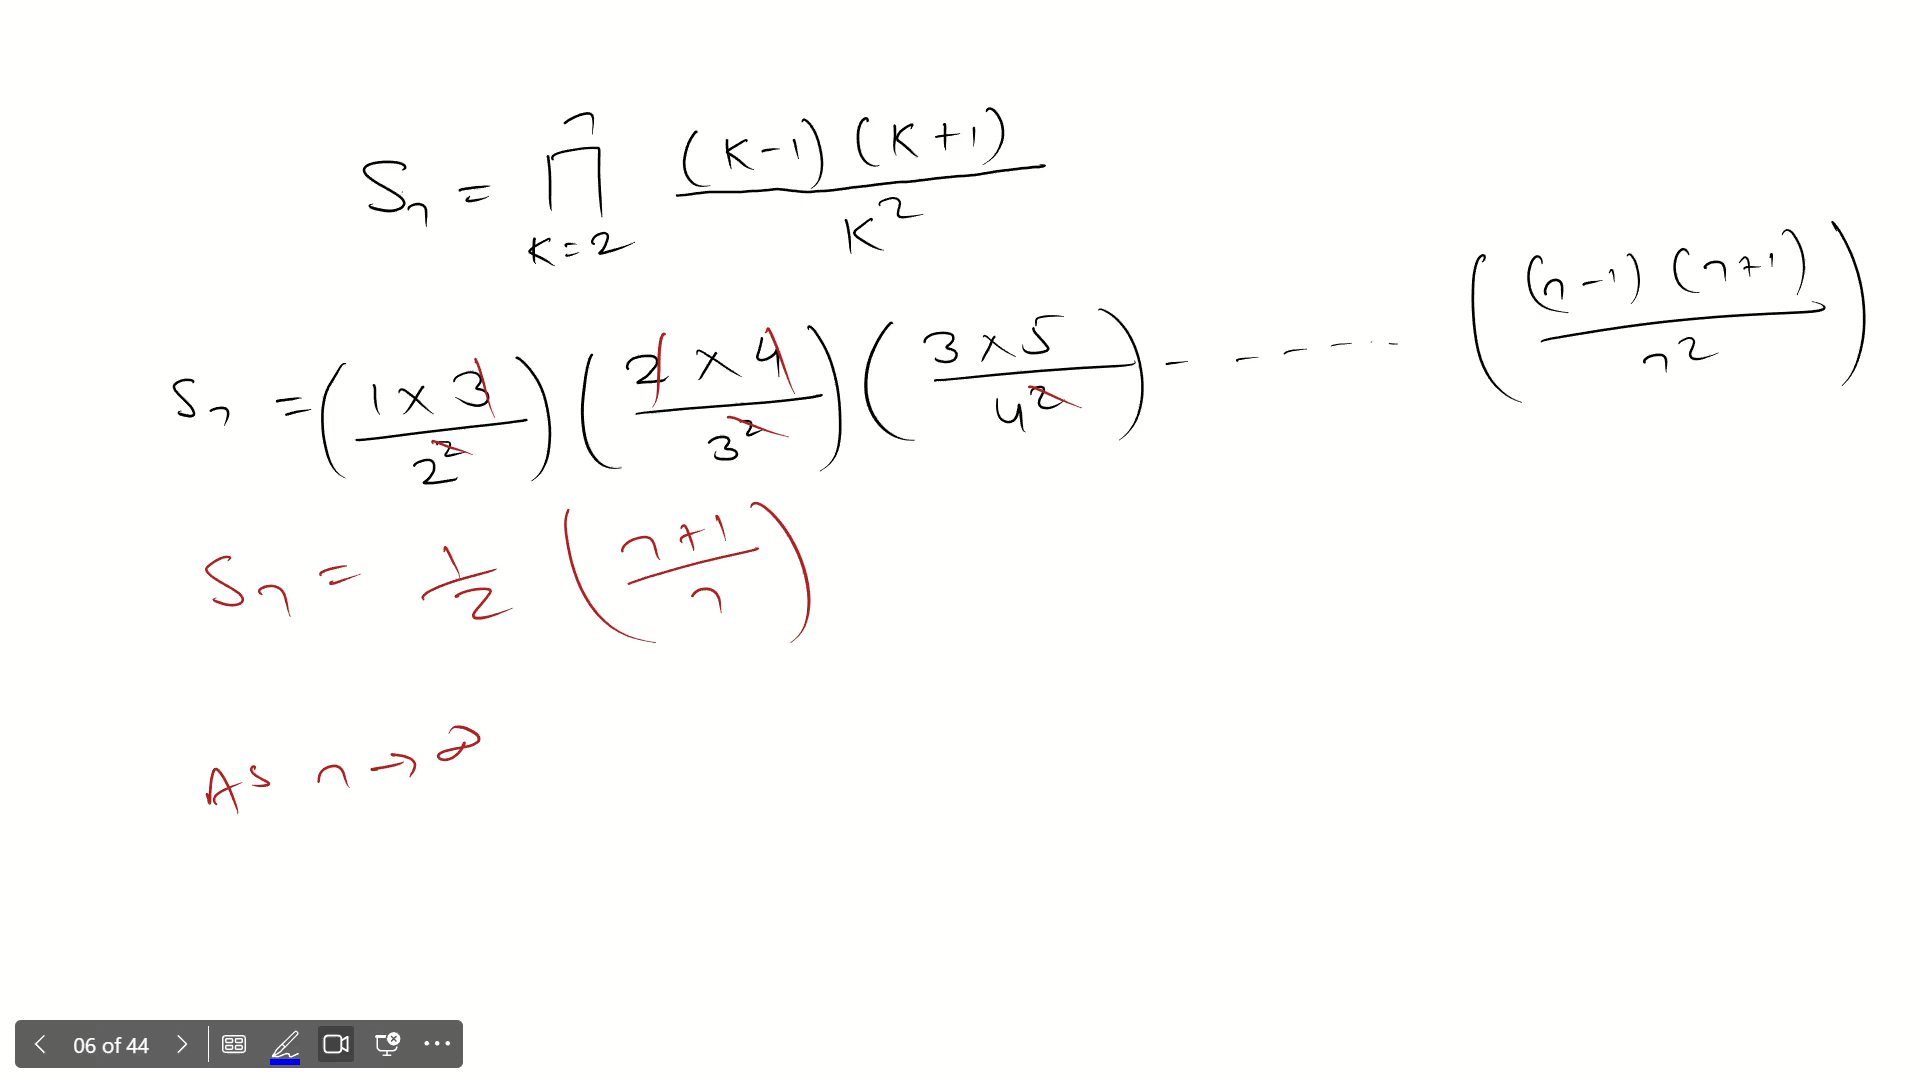 Sn = ∏_{K=2}^{n} (K-1)(K+1) / K²
Sn = (1×3 / 2²) (2×4 / 3²) (3×5 / 4²) - - - - - - ((n-1)(n+1) / n²)
Sn = 1/2 (n+1 / n)
As n → ∞
06 of 44